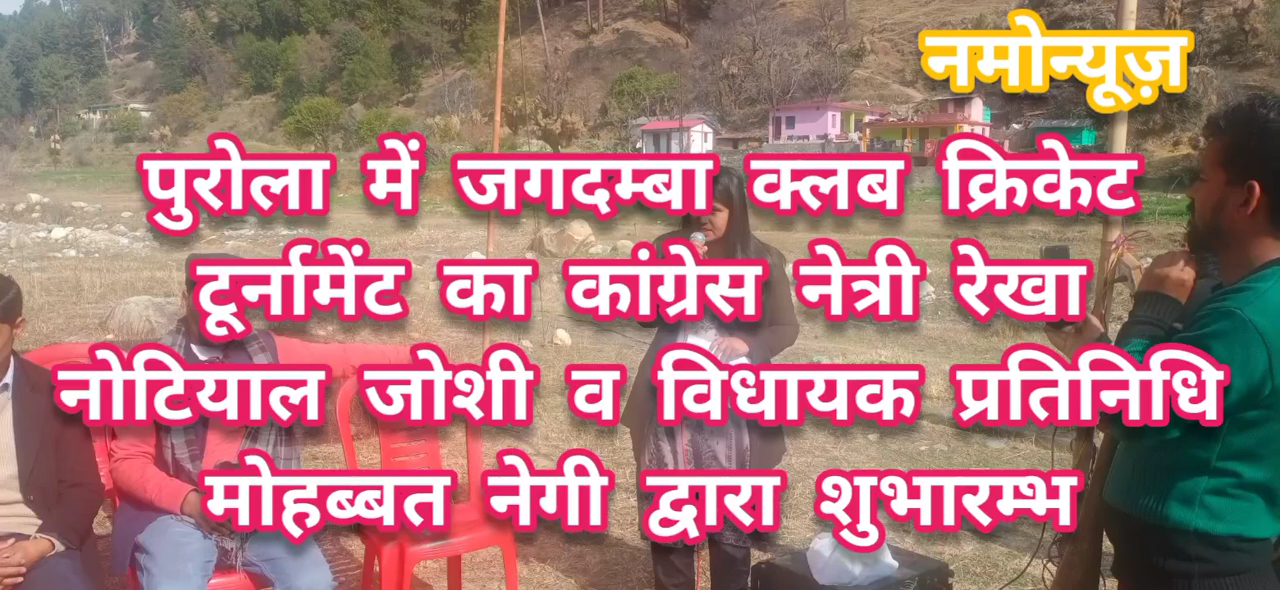 नमोन्यूज़
पुरोला में जगदम्बा क्लब क्रिकेट
टूर्नामेंट का कांग्रेस नेत्री रेखा
नोटियाल जोशी व विधायक प्रतिनिधि
मोहब्बत नेगी द्वारा शुभारम्भ